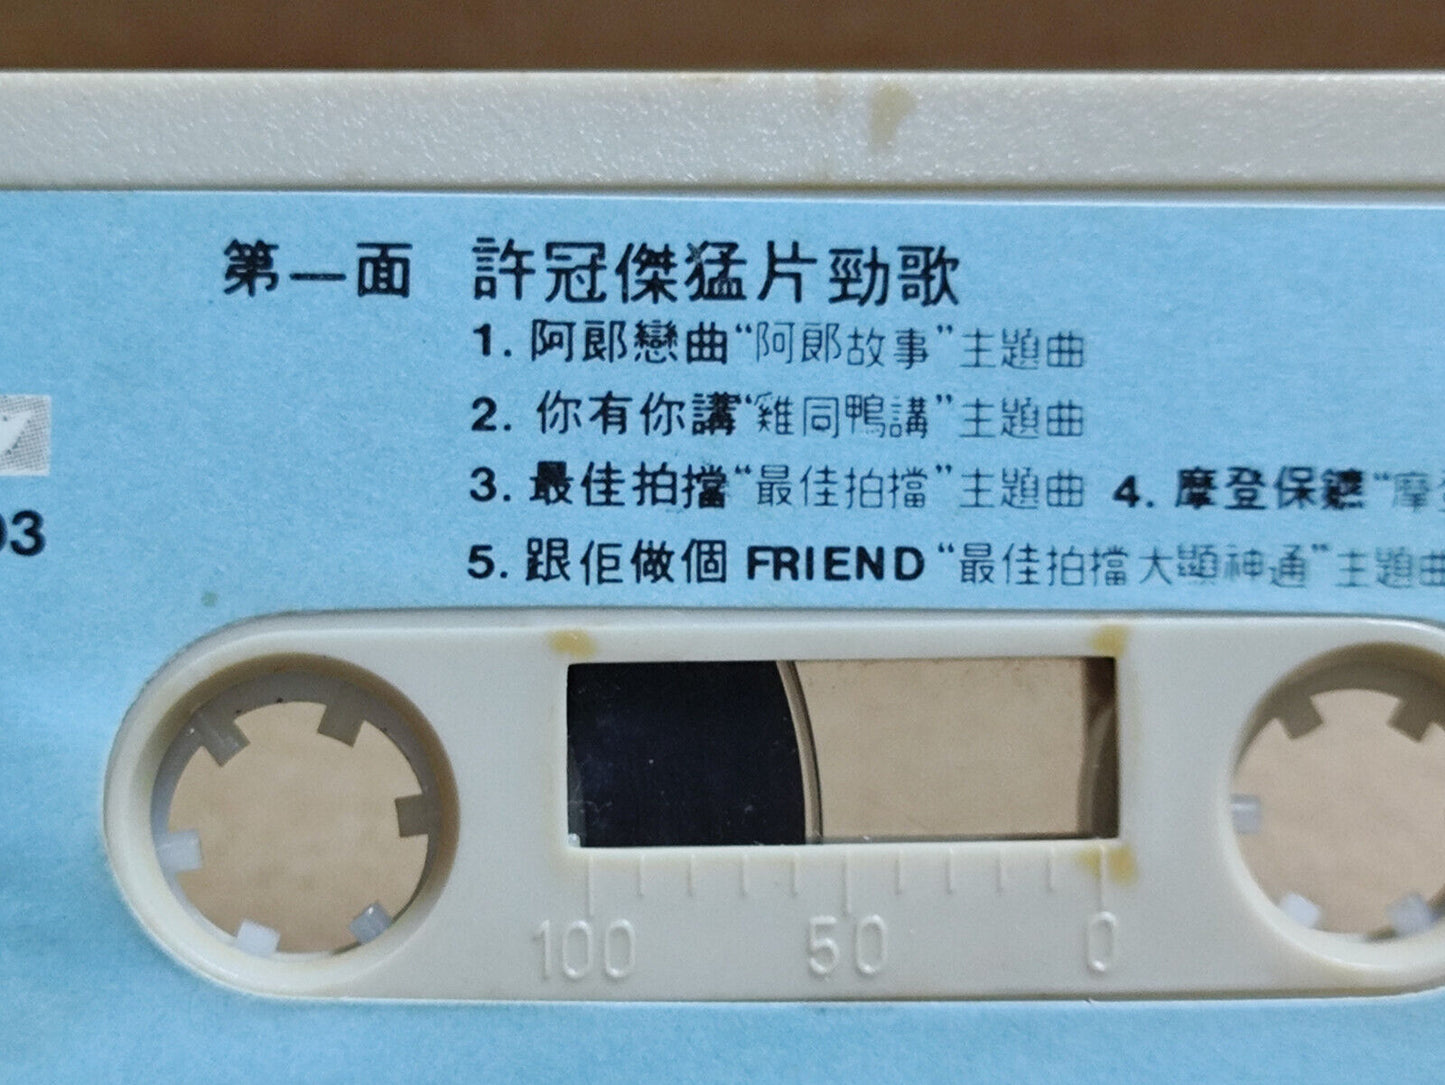 第一面 許冠傑猛片勁歌
1. 阿郎戀曲“阿郎故事”主題曲
2. 你有你講“雞同鴨講”主題曲
3. 最佳拍擋“最佳拍擋”主題曲 4. 摩登保鑣“摩登
03
5. 跟佢做個 FRIEND“最佳拍擋大顯神通”主題曲
100 50 0